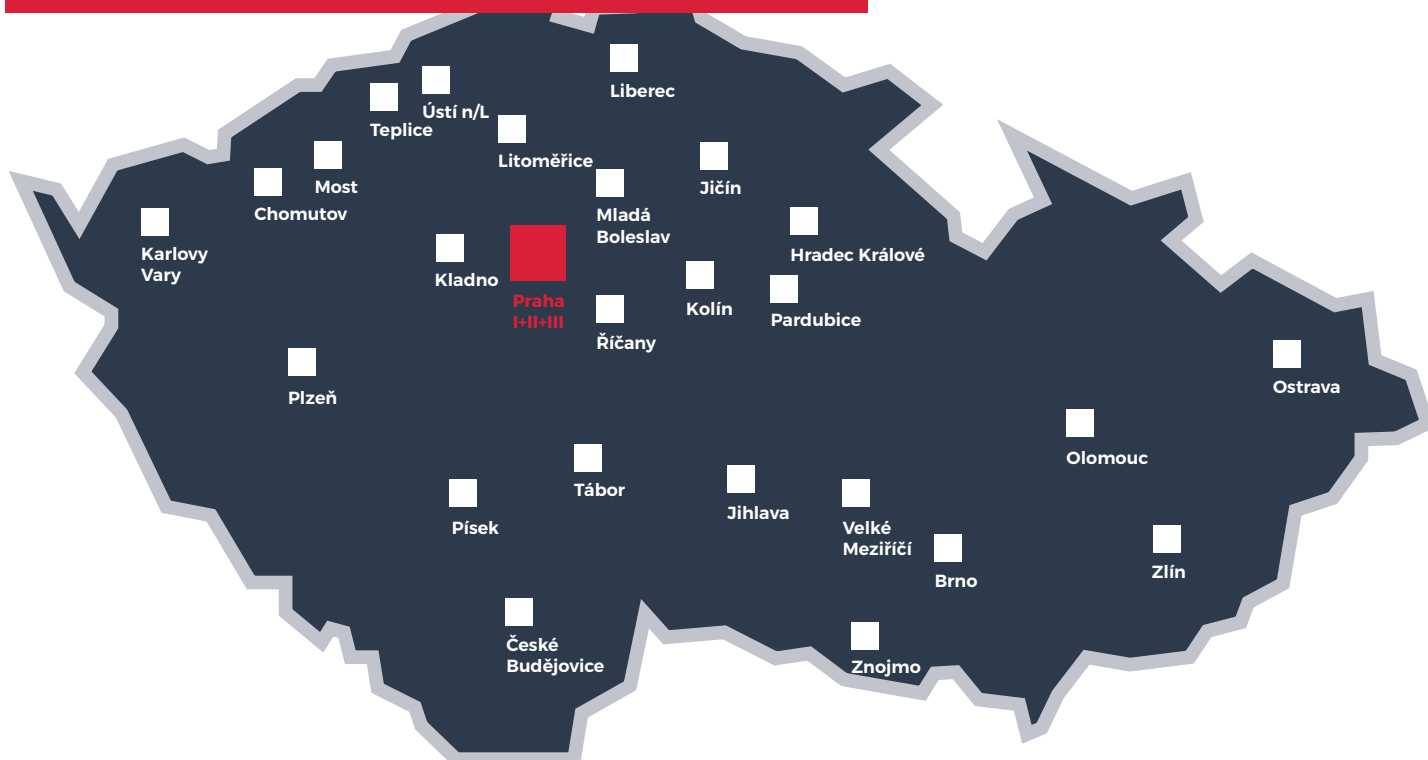 Liberec
Ústí n/L
Teplice
Litoměřice
Most
Jičín
Chomutov
Mladá
Boleslav
Karlovy
Vary
Hradec Králové
Kladno
Praha
I+II+III
Kolín
Pardubice
Říčany
Ostrava
Plzeň
Olomouc
Tábor
Jihlava
Písek
Velké
Meziříčí
Zlín
Brno
České
Budějovice
Znojmo